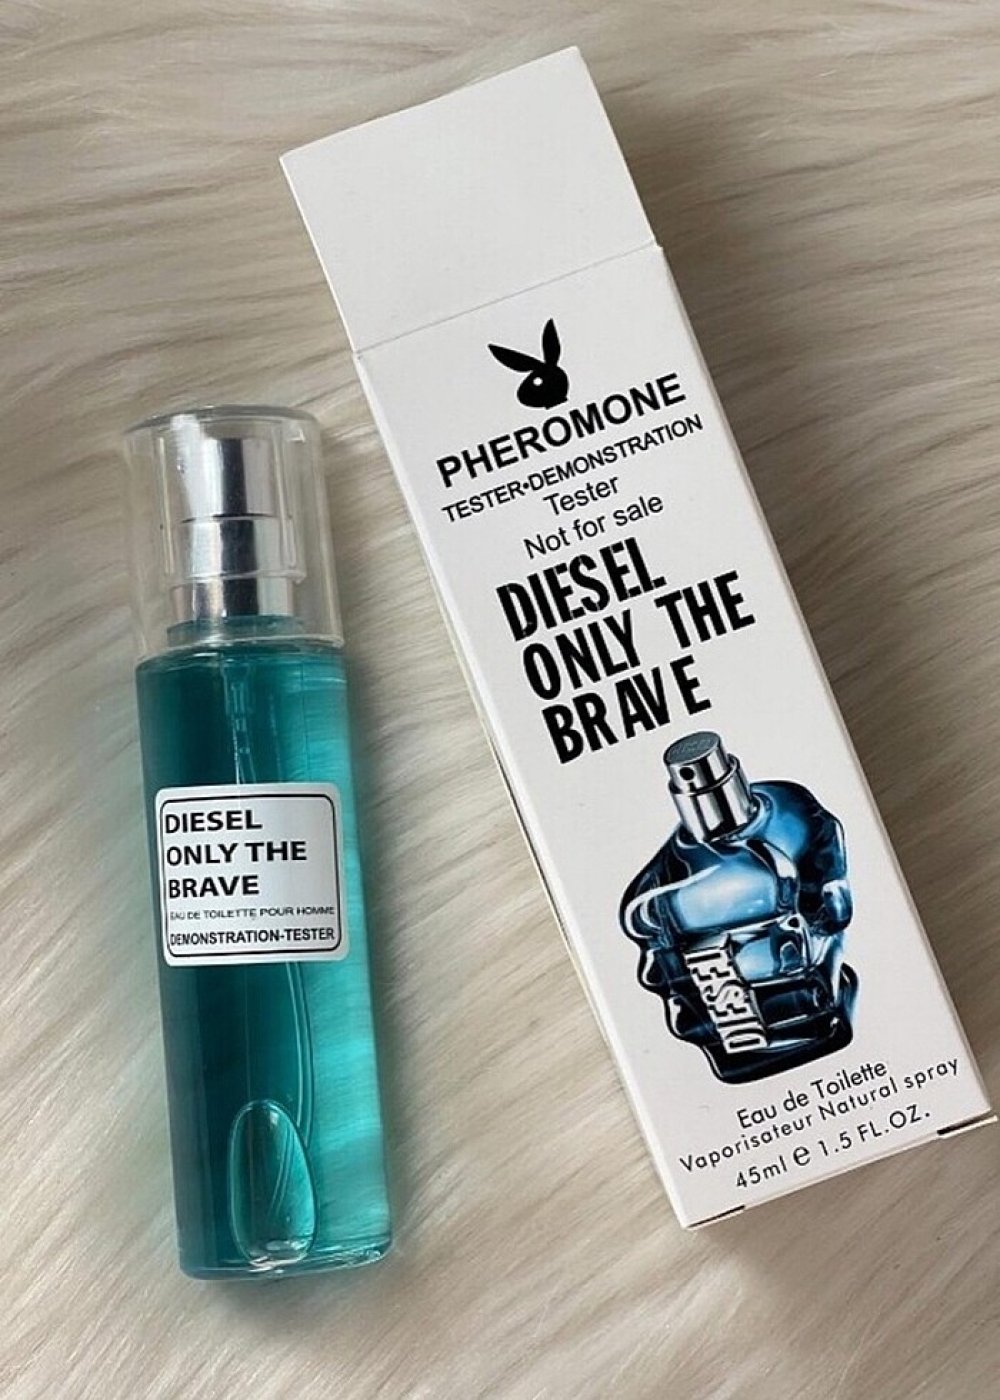 PHEROMONE
TESTER•DEMONSTRATION
Tester
Not for sale
DIESEL
ONLY THE
BRAVE
DIESEL
Eau de Toilette
Vaporisateur Natural spray
45ml e 1.5 FL.OZ.
DIESEL
ONLY THE
BRAVE
EAU DE TOILETTE POUR HOMME
DEMONSTRATION-TESTER